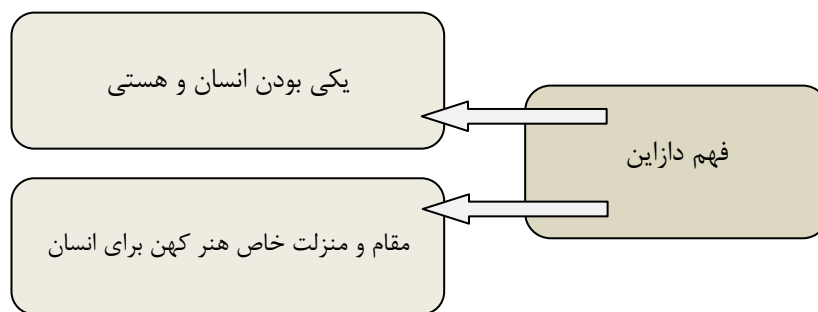 فهم دازاین
یکی بودن انسان و هستی
مقام و منزلت خاص هنر کهن برای انسان